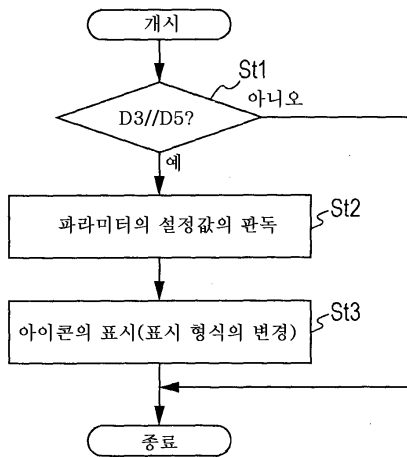 개시
St1
D3//D5?
아니오
예
파라미터의 설정값의 판독
St2
아이콘의 표시(표시 형식의 변경)
St3
종료